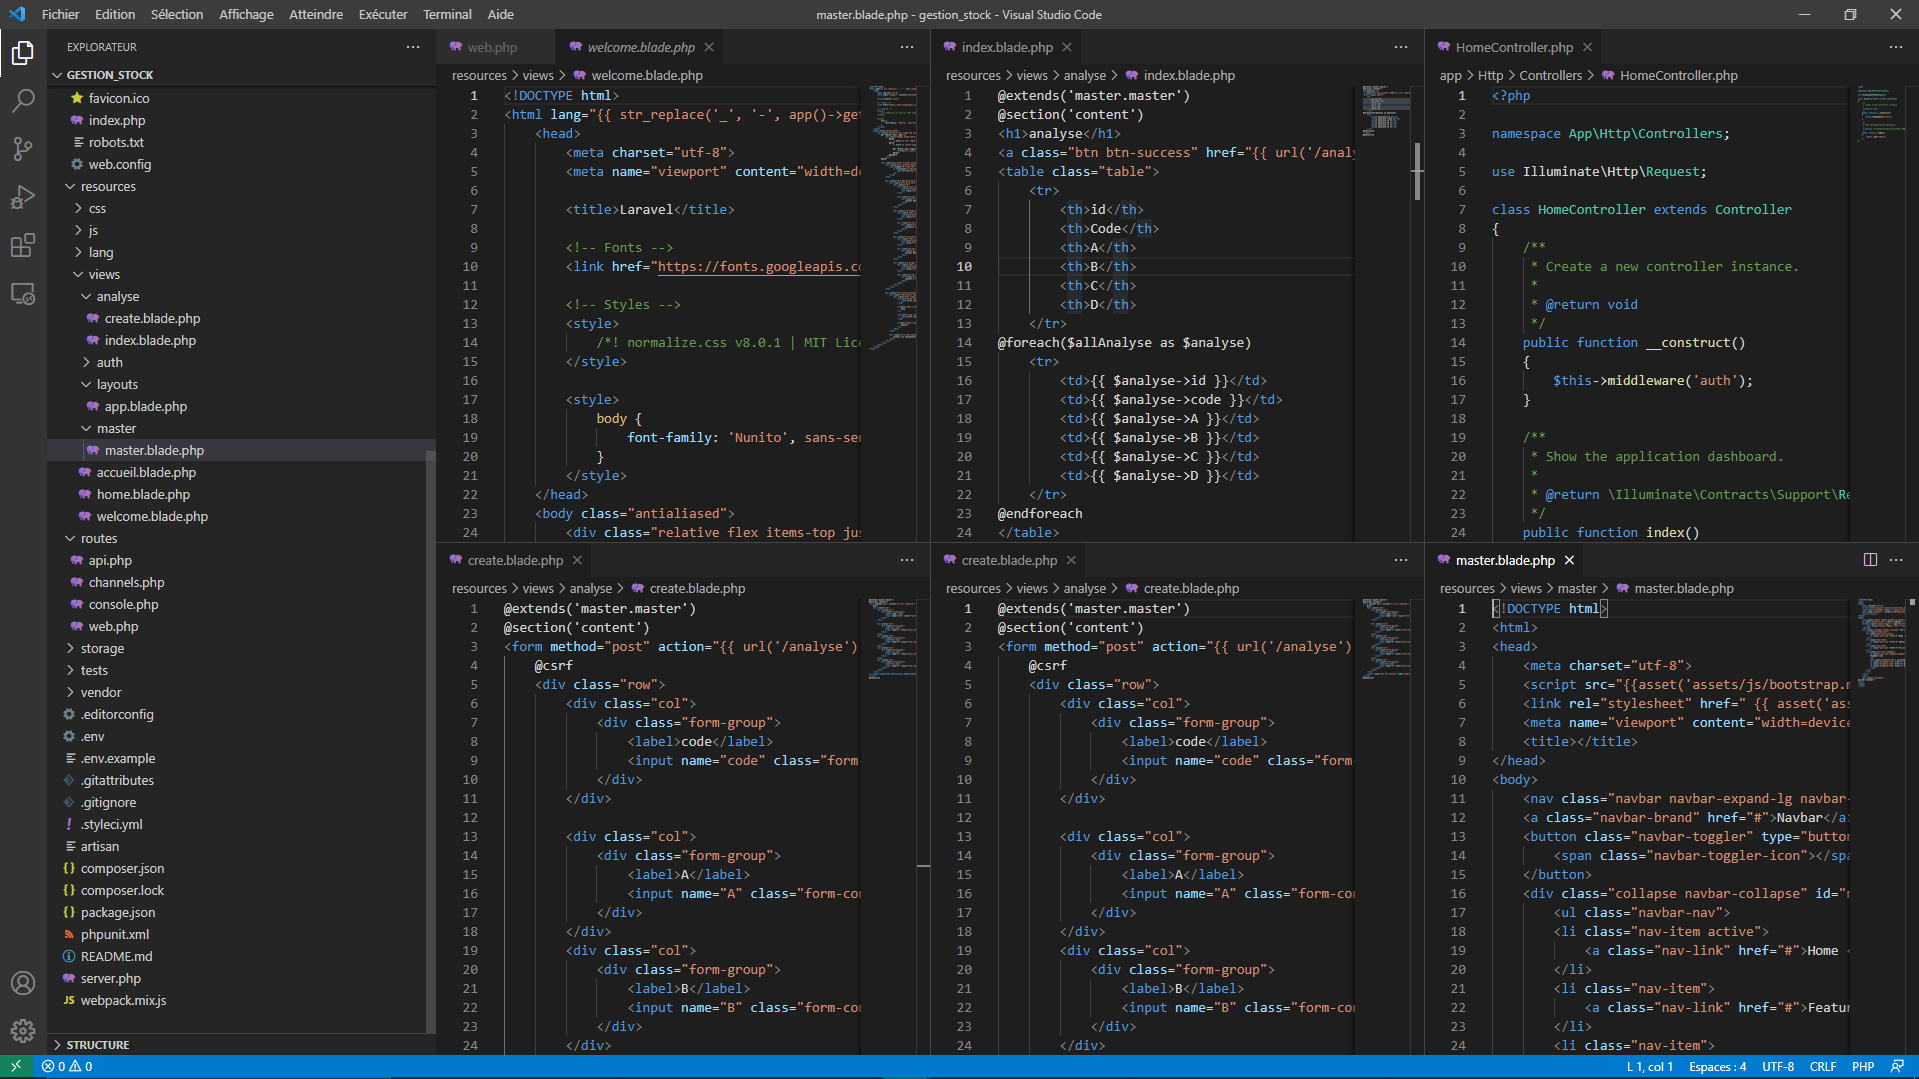 Fichier Edition Sélection Affichage Atteindre Exécuter Terminal Aide
master.blade.php - gestion_stock - Visual Studio Code
EXPLORATEUR
GESTION_STOCK
favicon.ico
index.php
robots.txt
web.config
resources
css
js
lang
views
analyse
create.blade.php
index.blade.php
auth
layouts
app.blade.php
master
master.blade.php
accueil.blade.php
home.blade.php
welcome.blade.php
routes
api.php
channels.php
console.php
web.php
storage
tests
vendor
.editorconfig
.env
.env.example
.gitattributes
.gitignore
.styleci.yml
artisan
composer.json
composer.lock
package.json
phpunit.xml
README.md
server.php
webpack.mix.js
STRUCTURE
web.php welcome.blade.php
resources > views > welcome.blade.php
1 <!DOCTYPE html>
2 <html lang="{{ str_replace('_', '-', app()->get
3 <head>
4 <meta charset="utf-8">
5 <meta name="viewport" content="width=de
6
7 <title>Laravel</title>
8
9 <!-- Fonts -->
10 <link href="https://fonts.googleapis.co
11
12 <!-- Styles -->
13 <style>
14 /*! normalize.css v8.0.1 | MIT Lice
15 </style>
16
17 <style>
18 body {
19 font-family: 'Nunito', sans-ser
20 }
21 </style>
22 </head>
23 <body class="antialiased">
24 <div class="relative flex items-top jus
index.blade.php
resources > views > analyse > index.blade.php
1 @extends('master.master')
2 @section('content')
3 <h1>analyse</h1>
4 <a class="btn btn-success" href="{{ url('/analy
5 <table class="table">
6 <tr>
7 <th>id</th>
8 <th>Code</th>
9 <th>A</th>
10 <th>B</th>
11 <th>C</th>
12 <th>D</th>
13 </tr>
14 @foreach($allAnalyse as $analyse)
15 <tr>
16 <td>{{ $analyse->id }}</td>
17 <td>{{ $analyse->code }}</td>
18 <td>{{ $analyse->A }}</td>
19 <td>{{ $analyse->B }}</td>
20 <td>{{ $analyse->C }}</td>
21 <td>{{ $analyse->D }}</td>
22 </tr>
23 @endforeach
24 </table>
HomeController.php
app > Http > Controllers > HomeController.php
1 <?php
2
3 namespace App\Http\Controllers;
4
5 use Illuminate\Http\Request;
6
7 class HomeController extends Controller
8 {
9 /**
10 * Create a new controller instance.
11 *
12 * @return void
13 */
14 public function __construct()
15 {
16 $this->middleware('auth');
17 }
18
19 /**
20 * Show the application dashboard.
21 *
22 * @return \Illuminate\Contracts\Support\Re
23 */
24 public function index()
create.blade.php
resources > views > analyse > create.blade.php
1 @extends('master.master')
2 @section('content')
3 <form method="post" action="{{ url('/analyse')
4 @csrf
5 <div class="row">
6 <div class="col">
7 <div class="form-group">
8 <label>code</label>
9 <input name="code" class="form-
10 </div>
11 </div>
12
13 <div class="col">
14 <div class="form-group">
15 <label>A</label>
16 <input name="A" class="form-con
17 </div>
18 </div>
19 <div class="col">
20 <div class="form-group">
21 <label>B</label>
22 <input name="B" class="form-con
23 </div>
24 </div>
create.blade.php
resources > views > analyse > create.blade.php
1 @extends('master.master')
2 @section('content')
3 <form method="post" action="{{ url('/analyse')
4 @csrf
5 <div class="row">
6 <div class="col">
7 <div class="form-group">
8 <label>code</label>
9 <input name="code" class="form-
10 </div>
11 </div>
12
13 <div class="col">
14 <div class="form-group">
15 <label>A</label>
16 <input name="A" class="form-con
17 </div>
18 </div>
19 <div class="col">
20 <div class="form-group">
21 <label>B</label>
22 <input name="B" class="form-con
23 </div>
24 </div>
master.blade.php
resources > views > master > master.blade.php
1 <!DOCTYPE html>
2 <html>
3 <head>
4 <meta charset="utf-8">
5 <script src="{{asset('assets/js/bootstrap.m
6 <link rel="stylesheet" href=" {{ asset('ass
7 <meta name="viewport" content="width=device
8 <title></title>
9 </head>
10 <body>
11 <nav class="navbar navbar-expand-lg navbar-
12 <a class="navbar-brand" href="#">Navbar</a>
13 <button class="navbar-toggler" type="button
14 <span class="navbar-toggler-icon"></spa
15 </button>
16 <div class="collapse navbar-collapse" id="n
17 <ul class="navbar-nav">
18 <li class="nav-item active">
19 <a class="nav-link" href="#">Home <
20 </li>
21 <li class="nav-item">
22 <a class="nav-link" href="#">Featur
23 </li>
24 <li class="nav-item">
0 0
L 1, col 1 Espaces : 4 UTF-8 CRLF PHP